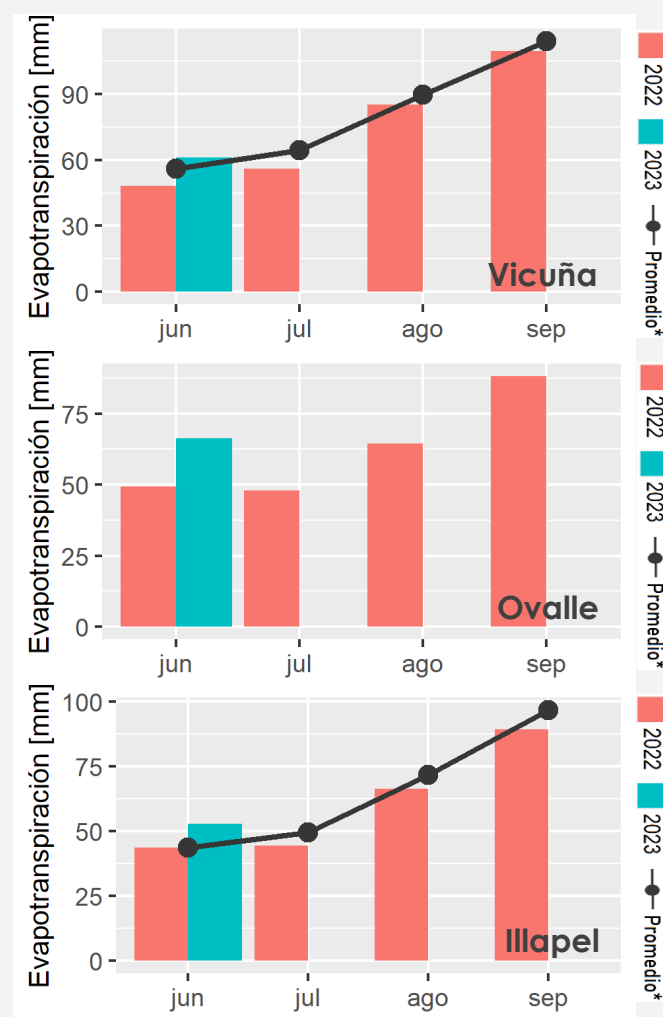 Evapotranspiración [mm]
90
60
30
0
jun jul ago sep
Vicuña
2022 2023 Promedio*
Evapotranspiración [mm]
75
50
25
0
jun jul ago sep
Ovalle
2022 2023 Promedio*
Evapotranspiración [mm]
100
75
50
25
0
jun jul ago sep
Illapel
2022 2023 Promedio*